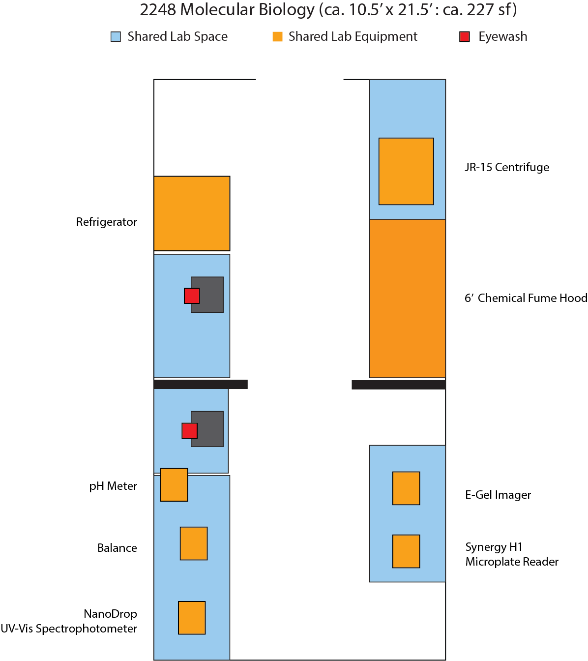 2248 Molecular Biology (ca. 10.5' x 21.5' : ca. 227 sf)
Shared Lab Space
Shared Lab Equipment
Eyewash
JR-15 Centrifuge
Refrigerator
6' Chemical Fume Hood
pH Meter
E-Gel Imager
Balance
Synergy H1
Microplate Reader
NanoDrop
UV-Vis Spectrophotometer